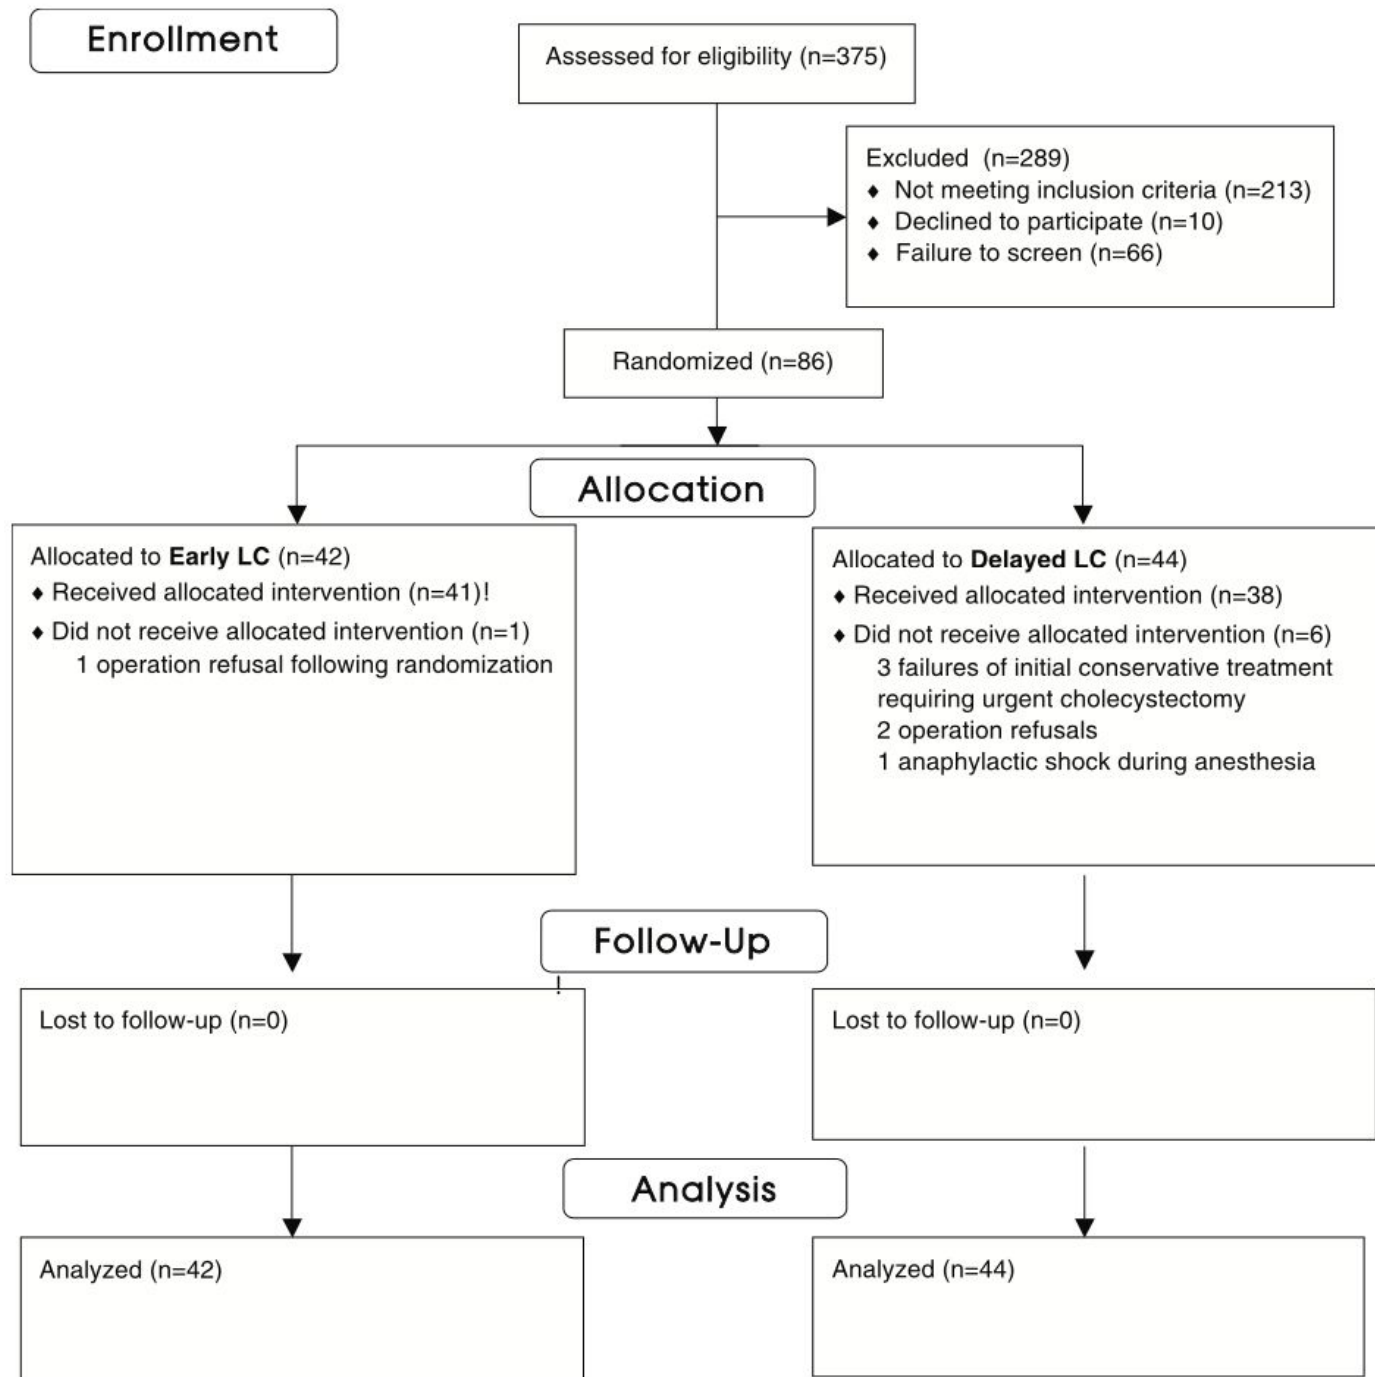 Enrollment
Assessed for eligibility (n=375)
Excluded (n=289)
♦ Not meeting inclusion criteria (n=213)
♦ Declined to participate (n=10)
♦ Failure to screen (n=66)
Randomized (n=86)
Allocation
Allocated to Early LC (n=42)
♦ Received allocated intervention (n=41)!
♦ Did not receive allocated intervention (n=1)
1 operation refusal following randomization
Allocated to Delayed LC (n=44)
♦ Received allocated intervention (n=38)
♦ Did not receive allocated intervention (n=6)
3 failures of initial conservative treatment
requiring urgent cholecystectomy
2 operation refusals
1 anaphylactic shock during anesthesia
Follow-Up
!
Lost to follow-up (n=0)
Lost to follow-up (n=0)
Analysis
Analyzed (n=42)
Analyzed (n=44)